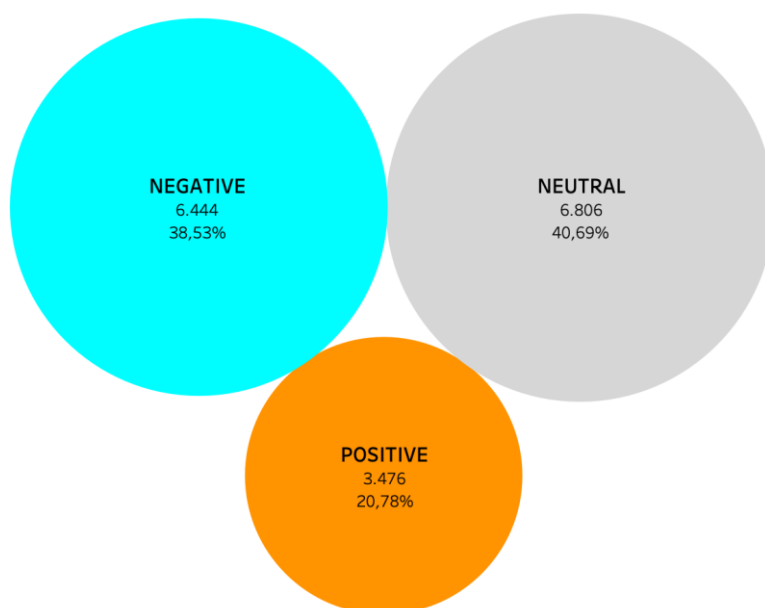 NEGATIVE
6.444
38,53%
NEUTRAL
6.806
40,69%
POSITIVE
3.476
20,78%